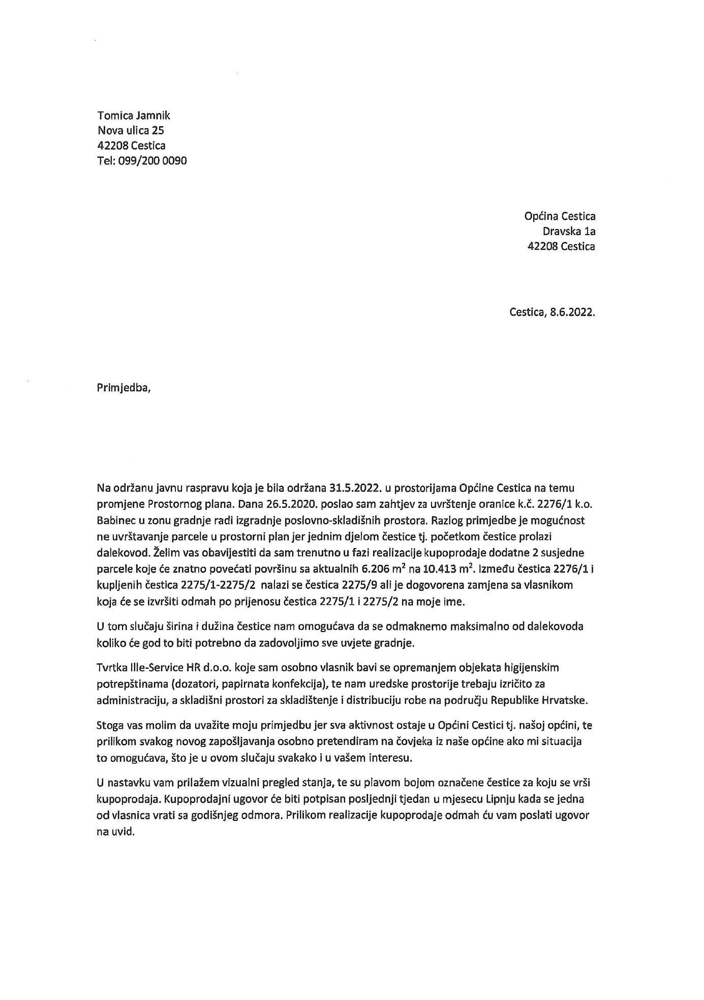 Tomica Jamnik
Nova ulica 25
42208 Cestica
Tel: 099/200 0090
Općina Cestica
Dravska 1a
42208 Cestica
Cestica, 8.6.2022.
Primjedba,
Na održanu javnu raspravu koja je bila održana 31.5.2022. u prostorijama Općine Cestica na temu
promjene Prostornog plana. Dana 26.5.2020. poslao sam zahtjev za uvrštenje oranice k.č. 2276/1 k.o.
Babinec u zonu gradnje radi izgradnje poslovno-skladišnih prostora. Razlog primjedbe je mogućnost
ne uvrštavanje parcele u prostorni plan jer jednim djelom čestice tj. početkom čestice prolazi
dalekovod. Želim vas obavijestiti da sam trenutno u fazi realizacije kupoprodaje dodatne 2 susjedne
parcele koje će znatno povećati površinu sa aktualnih 6.206 m² na 10.413 m². Između čestica 2276/1 i
kupljenih čestica 2275/1-2275/2  nalazi se čestica 2275/9 ali je dogovorena zamjena sa vlasnikom
koja će se izvršiti odmah po prijenosu čestica 2275/1 i 2275/2 na moje ime.
U tom slučaju širina i dužina čestice nam omogućava da se odmaknemo maksimalno od dalekovoda
koliko će god to biti potrebno da zadovoljimo sve uvjete gradnje.
Tvrtka Ille-Service HR d.o.o. koje sam osobno vlasnik bavi se opremanjem objekata higijenskim
potrepštinama (dozatori, papirnata konfekcija), te nam uredske prostorije trebaju izričito za
administraciju, a skladišni prostori za skladištenje i distribuciju robe na području Republike Hrvatske.
Stoga vas molim da uvažite moju primjedbu jer sva aktivnost ostaje u Općini Cestici tj. našoj općini, te
prilikom svakog novog zapošljavanja osobno pretendiram na čovjeka iz naše općine ako mi situacija
to omogućava, što je u ovom slučaju svakako i u vašem interesu.
U nastavku vam prilažem vizualni pregled stanja, te su plavom bojom označene čestice za koju se vrši
kupoprodaja. Kupoprodajni ugovor će biti potpisan posljednji tjedan u mjesecu Lipnju kada se jedna
od vlasnica vrati sa godišnjeg odmora. Prilikom realizacije kupoprodaje odmah ću vam poslati ugovor
na uvid.